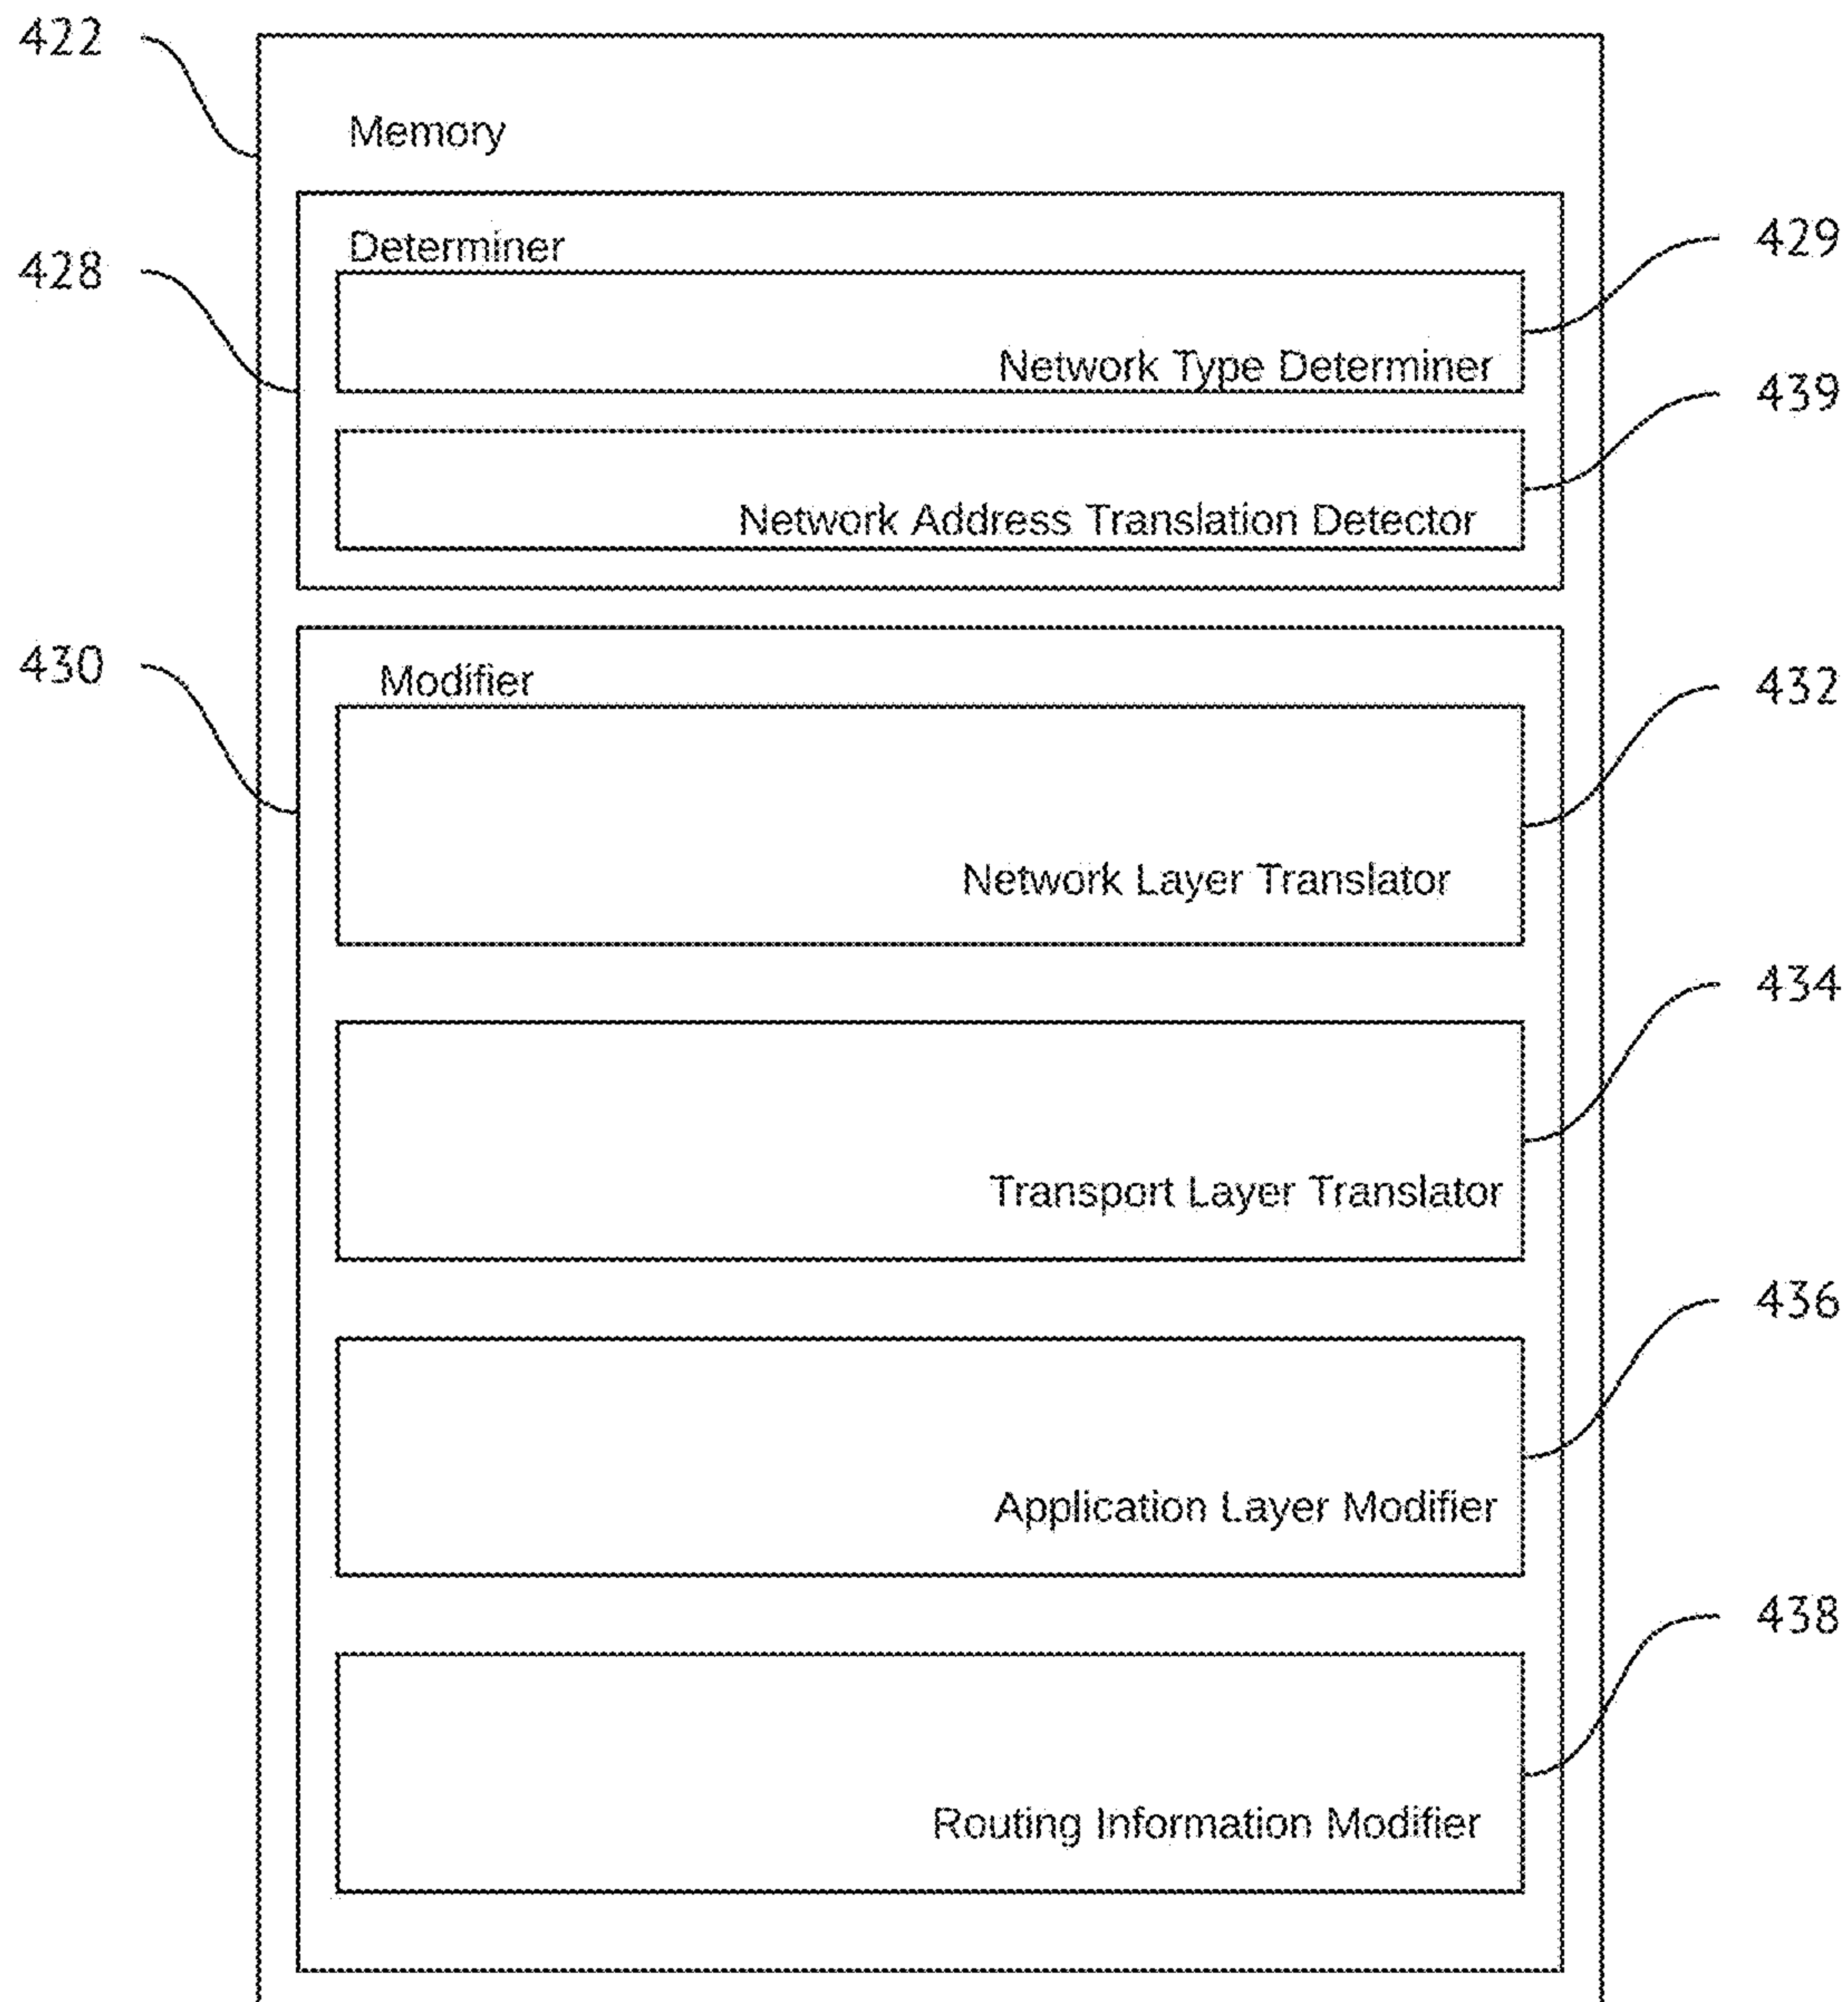 422
Memory
428
Determiner
429
Network Type Determiner
439
Network Address Translation Detector
430
Modifier
432
Network Layer Translator
434
Transport Layer Translator
436
Application Layer Modifier
438
Routing Information Modifier